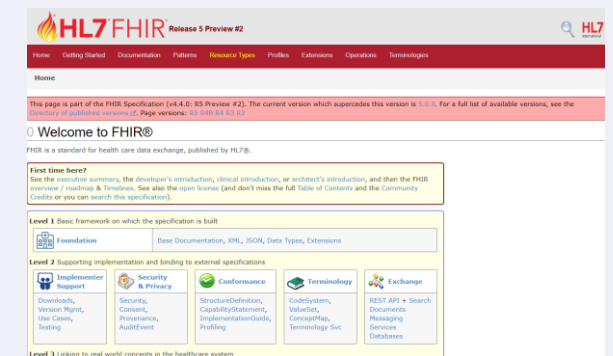 HL7 FHIR Release 5 Preview #2
HL7
International
Home Getting Started Documentation Patterns Resource Types Profiles Extensions Operations Terminologies
Home
This page is part of the FHIR Specification (v4.4.0: R5 Preview #2). The current version which supercedes this version is 5.0.0. For a full list of available versions, see the
Directory of published versions. Page versions: R5 R4B R4 R3 R2
0 Welcome to FHIR®
FHIR is a standard for health care data exchange, published by HL7®.
First time here?
See the executive summary, the developer's introduction, clinical introduction, or architect's introduction, and then the FHIR
overview / roadmap & Timelines. See also the open license (and don't miss the full Table of Contents and the Community
Credits or you can search this specification).
Level 1 Basic framework on which the specification is built
Foundation Base Documentation, XML, JSON, Data Types, Extensions
Level 2 Supporting implementation and binding to external specifications
Implementer
Support
Downloads,
Version Mgmt,
Use Cases,
Testing
Security
& Privacy
Security,
Consent,
Provenance,
AuditEvent
Conformance
StructureDefinition,
CapabilityStatement,
ImplementationGuide,
Profiling
Terminology
CodeSystem,
ValueSet,
ConceptMap,
Terminology Svc
Exchange
REST API + Search
Documents
Messaging
Services
Databases
Level 3 Linking to real world concepts in the healthcare system